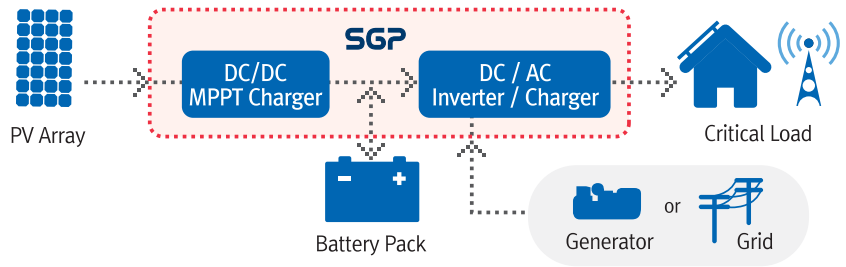 SGP
DC/DC
MPPT Charger
DC / AC
Inverter / Charger
PV Array
Critical Load
Battery Pack
Generator
or
Grid